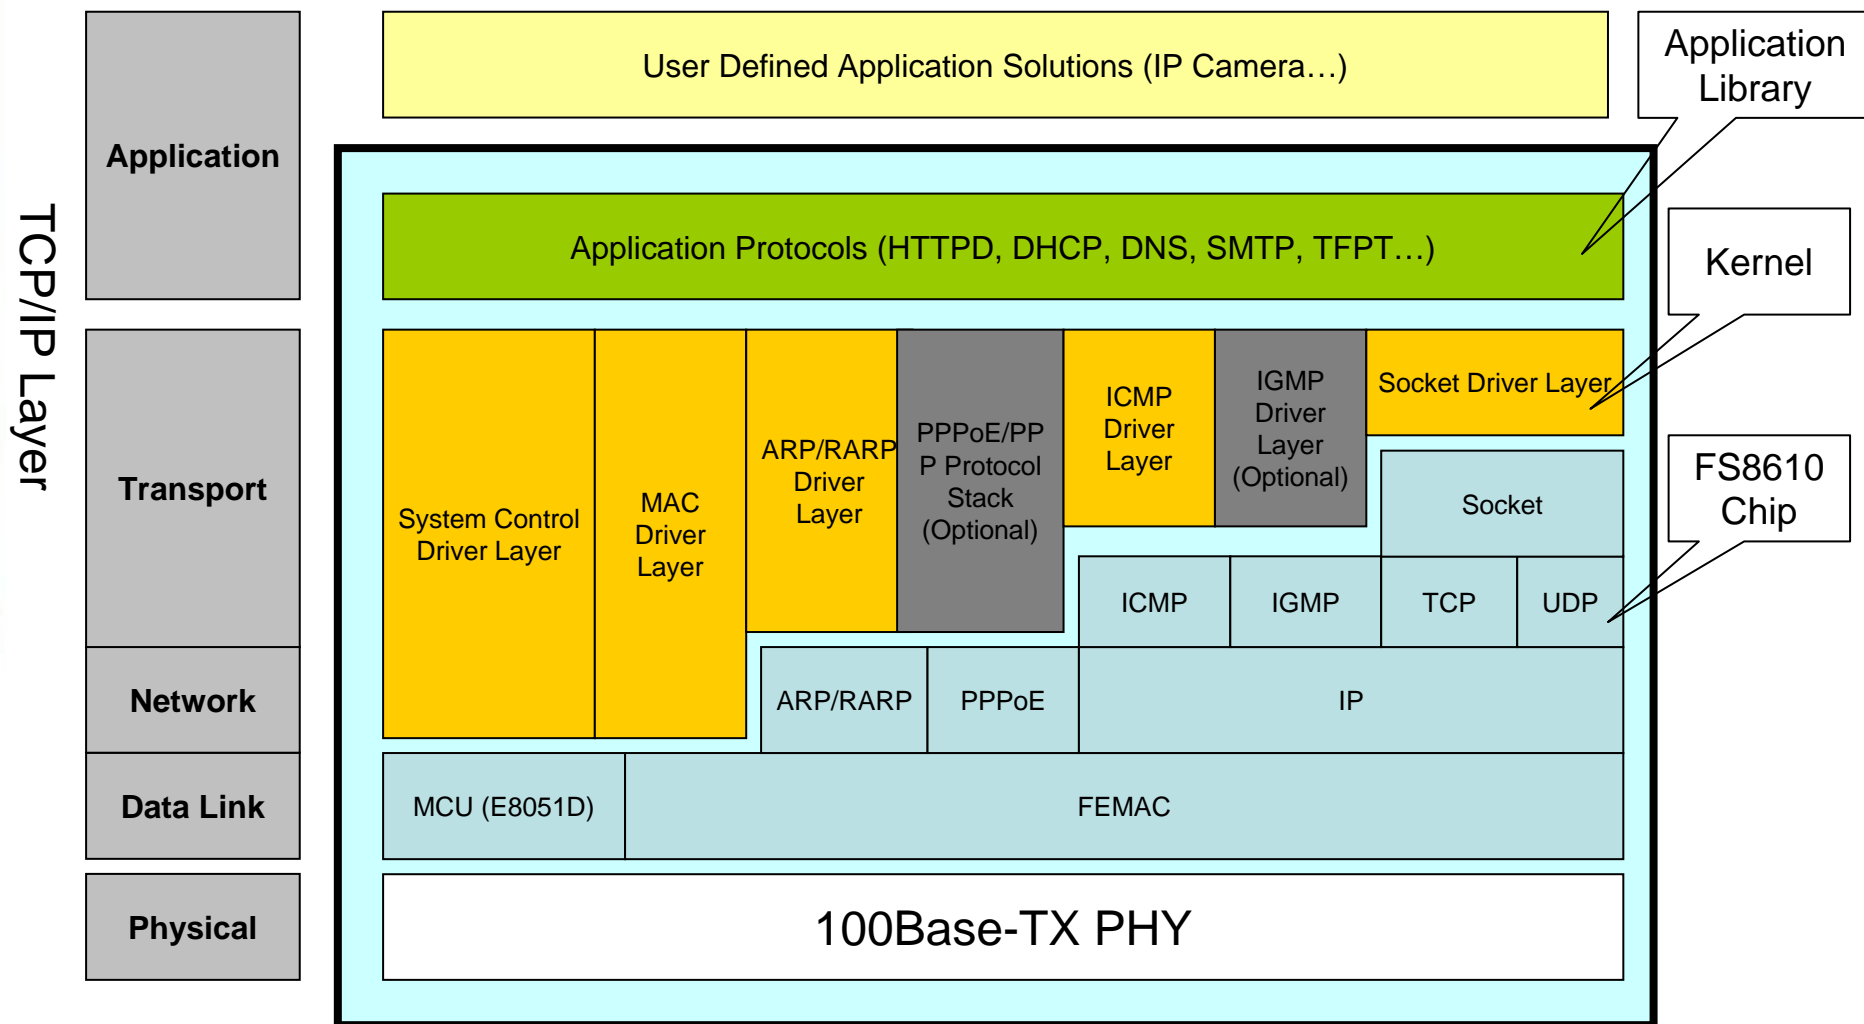 TCP/IP Layer
Application
Transport
Network
Data Link
Physical
User Defined Application Solutions (IP Camera…)
Application Protocols (HTTPD, DHCP, DNS, SMTP, TFPT…)
System Control
Driver Layer
MAC
Driver
Layer
ARP/RARP
Driver
Layer
PPPoE/PP
P Protocol
Stack
(Optional)
ICMP
Driver
Layer
IGMP
Driver
Layer
(Optional)
Socket Driver Layer
Socket
ICMP
IGMP
TCP
UDP
ARP/RARP
PPPoE
IP
MCU (E8051D)
FEMAC
100Base-TX PHY
Application
Library
Kernel
FS8610
Chip